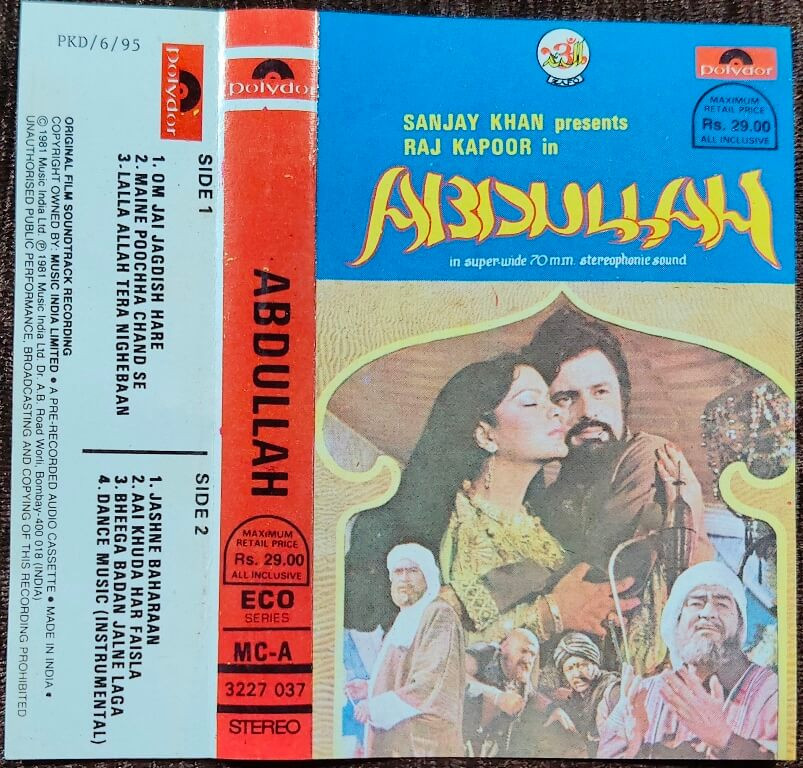 PKD/6/95
Polydor
SIDE 1
1. OM JAI JAGDISH HARE
2. MAINE POOCHHA CHAND SE
3. LALLA ALLAH TERA NIGHEBAAN
SIDE 2
1. JASHNE BAHARAAN
2. AAI KHUDA HAR FAISLA
3. BHEEGA BADAN JALNE LAGA
4. DANCE MUSIC (INSTRUMENTAL)
ORIGINAL FILM SOUNDTRACK RECORDING
COPYRIGHT OWNED BY: MUSIC INDIA LIMITED • A PRE-RECORDED AUDIO CASSETTE • MADE IN INDIA •
© 1981 Music India Ltd. ℗ 1981 Music India Ltd. Dr. A.B. Road Worli, Bombay-400 018 (INDIA)
UNAUTHORISED PUBLIC PERFORMANCE, BROADCASTING AND COPYING OF THIS RECORDING PROHIBITED
Polydor
ABDULLAH
MAXIMUM
RETAIL PRICE
Rs. 29.00
ALL INCLUSIVE
ECO
SERIES
MC-A
3227 037
STEREO
Polydor
MAXIMUM
RETAIL PRICE
Rs. 29.00
ALL INCLUSIVE
SANJAY KHAN presents
RAJ KAPOOR in
ABDULLAH
in super-wide 70 m.m. stereophonic sound